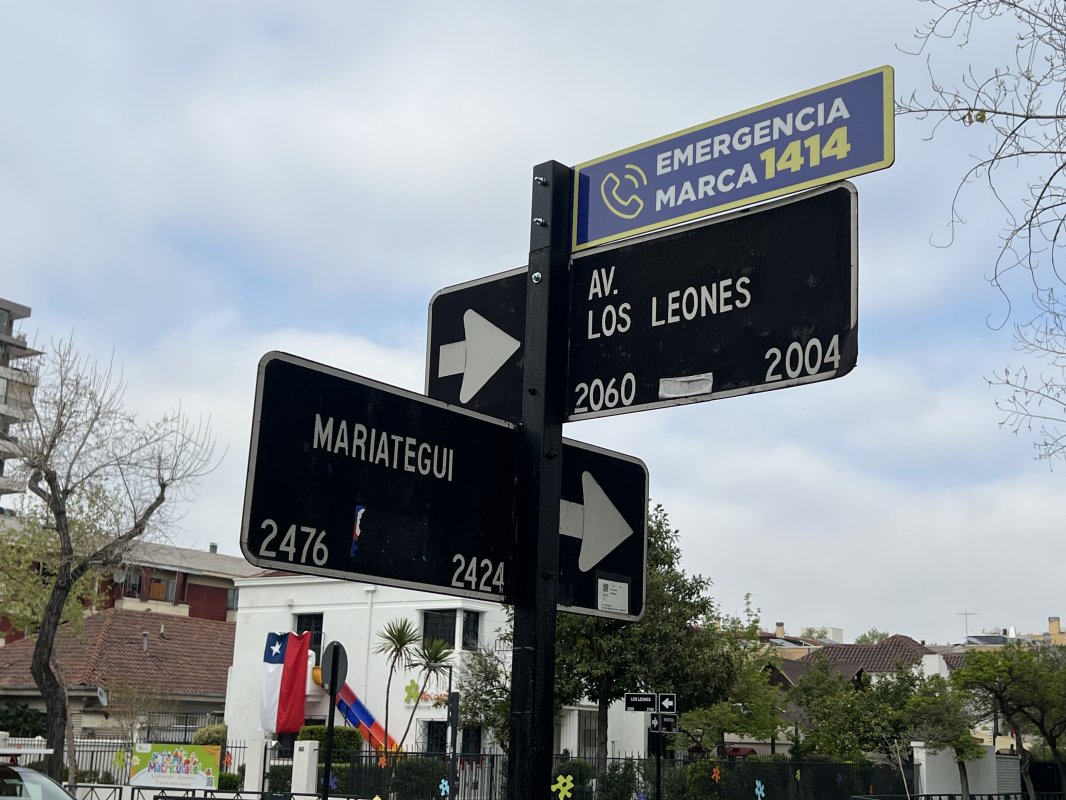 EMERGENCIA
MARCA 1414
AV.
LOS LEONES
2060
2004
MARIATEGUI
2476
2424
LOS LEONES